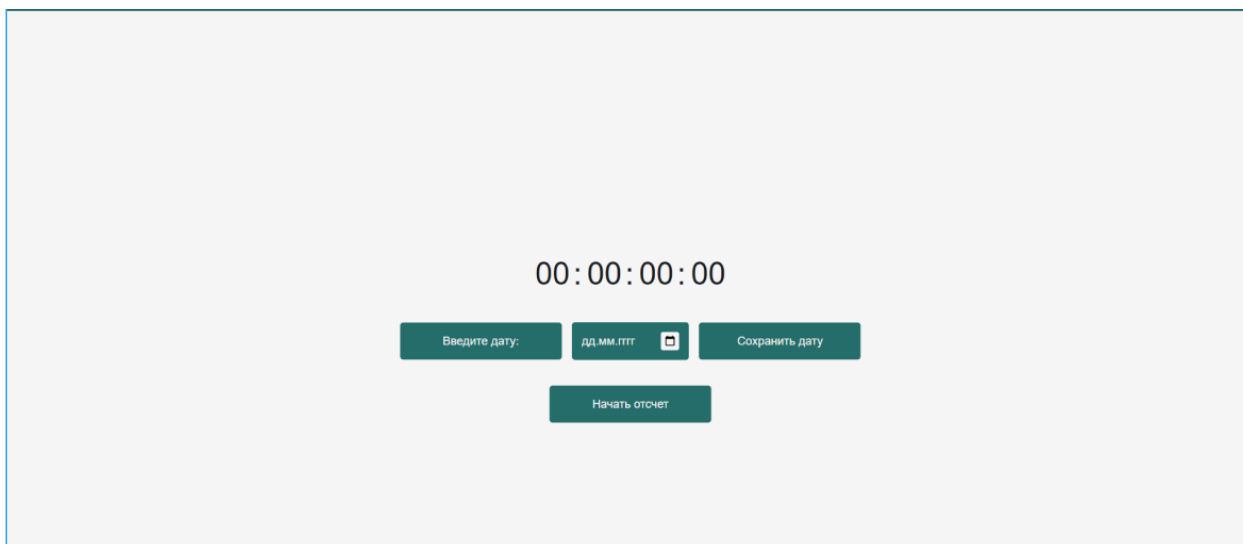 00:00:00:00
Введите дату: дд.мм.гггг Сохранить дату
Начать отсчет